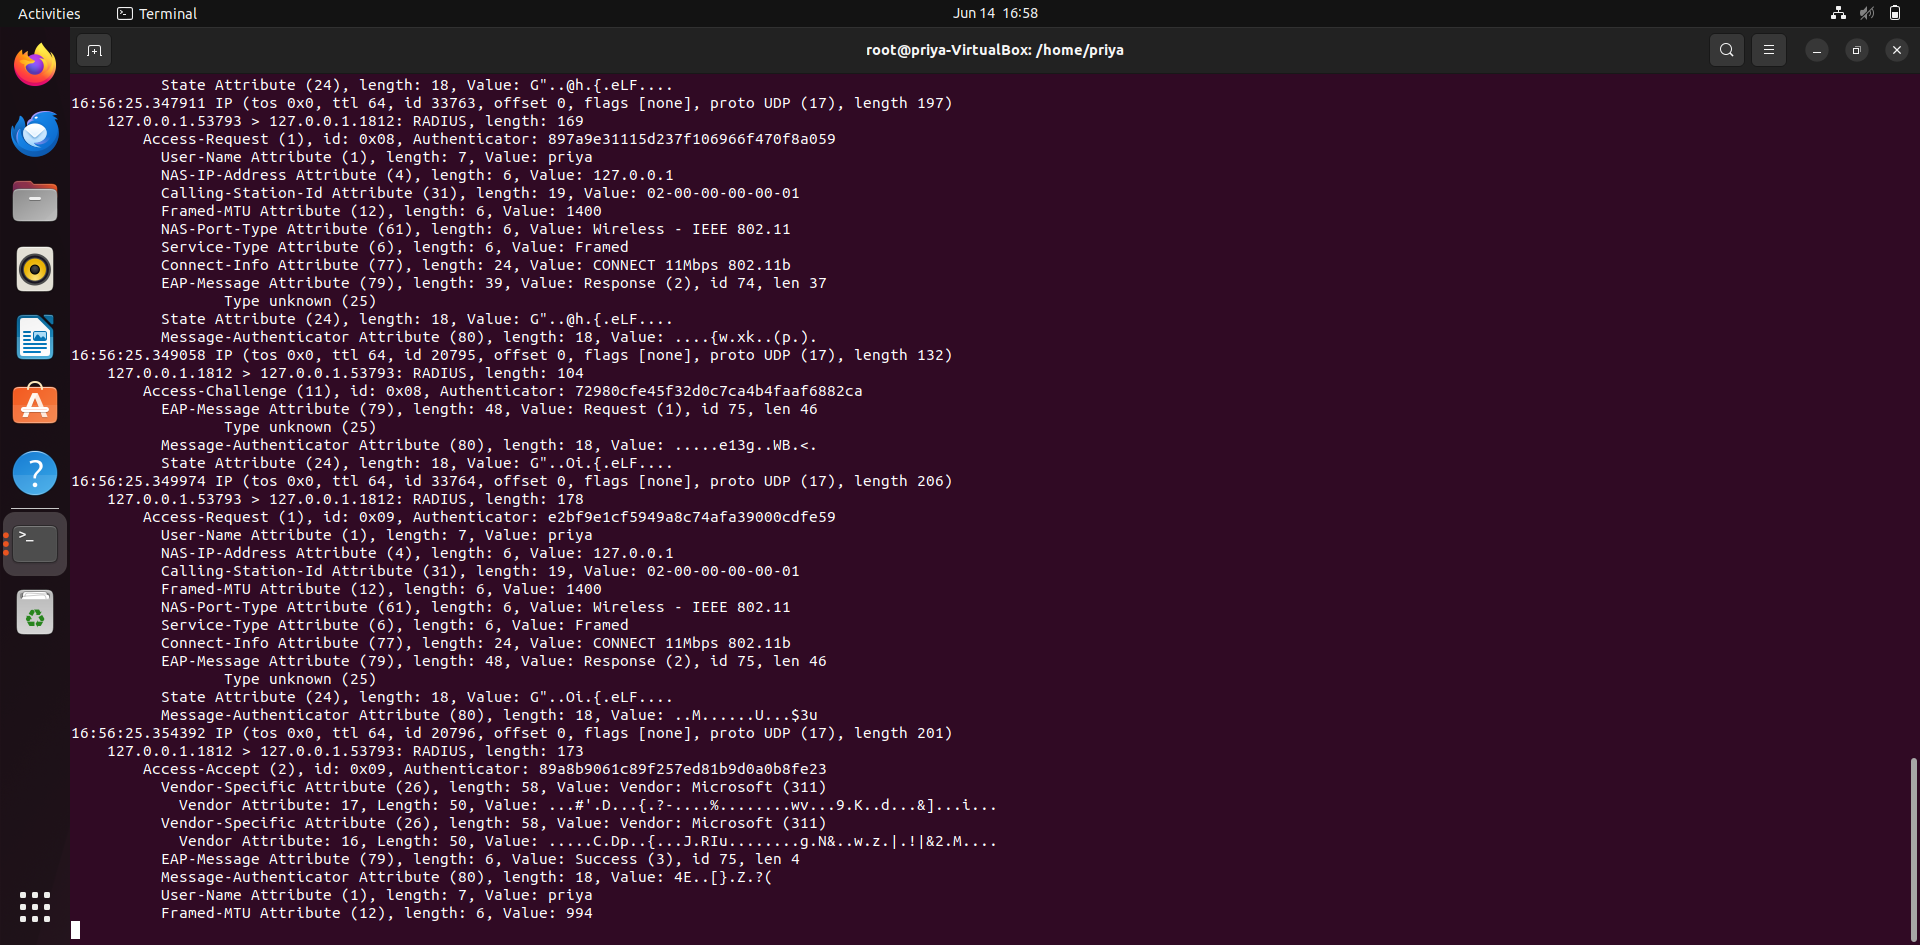 Activities
Terminal
Jun 14 16:58
root@priya-VirtualBox: /home/priya
State Attribute (24), length: 18, Value: G"..@h.{.eLF....
16:56:25.347911 IP (tos 0x0, ttl 64, id 33763, offset 0, flags [none], proto UDP (17), length 197)
127.0.0.1.53793 > 127.0.0.1.1812: RADIUS, length: 169
Access-Request (1), id: 0x08, Authenticator: 897a9e31115d237f106966f470f8a059
User-Name Attribute (1), length: 7, Value: priya
NAS-IP-Address Attribute (4), length: 6, Value: 127.0.0.1
Calling-Station-Id Attribute (31), length: 19, Value: 02-00-00-00-00-01
Framed-MTU Attribute (12), length: 6, Value: 1400
NAS-Port-Type Attribute (61), length: 6, Value: Wireless - IEEE 802.11
Service-Type Attribute (6), length: 6, Value: Framed
Connect-Info Attribute (77), length: 24, Value: CONNECT 11Mbps 802.11b
EAP-Message Attribute (79), length: 39, Value: Response (2), id 74, len 37
Type unknown (25)
State Attribute (24), length: 18, Value: G"..@h.{.eLF....
Message-Authenticator Attribute (80), length: 18, Value: ....{w.xk..(p.).
16:56:25.349058 IP (tos 0x0, ttl 64, id 20795, offset 0, flags [none], proto UDP (17), length 132)
127.0.0.1.1812 > 127.0.0.1.53793: RADIUS, length: 104
Access-Challenge (11), id: 0x08, Authenticator: 72980cfe45f32d0c7ca4b4faaf6882ca
EAP-Message Attribute (79), length: 48, Value: Request (1), id 75, len 46
Type unknown (25)
Message-Authenticator Attribute (80), length: 18, Value: .....e13g..WB.<.
State Attribute (24), length: 18, Value: G"..Oi.{.eLF....
16:56:25.349974 IP (tos 0x0, ttl 64, id 33764, offset 0, flags [none], proto UDP (17), length 206)
127.0.0.1.53793 > 127.0.0.1.1812: RADIUS, length: 178
Access-Request (1), id: 0x09, Authenticator: e2bf9e1cf5949a8c74afa39000cdfe59
User-Name Attribute (1), length: 7, Value: priya
NAS-IP-Address Attribute (4), length: 6, Value: 127.0.0.1
Calling-Station-Id Attribute (31), length: 19, Value: 02-00-00-00-00-01
Framed-MTU Attribute (12), length: 6, Value: 1400
NAS-Port-Type Attribute (61), length: 6, Value: Wireless - IEEE 802.11
Service-Type Attribute (6), length: 6, Value: Framed
Connect-Info Attribute (77), length: 24, Value: CONNECT 11Mbps 802.11b
EAP-Message Attribute (79), length: 48, Value: Response (2), id 75, len 46
Type unknown (25)
State Attribute (24), length: 18, Value: G"..Oi.{.eLF....
Message-Authenticator Attribute (80), length: 18, Value: ..M......U...$3u
16:56:25.354392 IP (tos 0x0, ttl 64, id 20796, offset 0, flags [none], proto UDP (17), length 201)
127.0.0.1.1812 > 127.0.0.1.53793: RADIUS, length: 173
Access-Accept (2), id: 0x09, Authenticator: 89a8b9061c89f257ed81b9d0a0b8fe23
Vendor-Specific Attribute (26), length: 58, Value: Vendor: Microsoft (311)
Vendor Attribute: 17, Length: 50, Value: ...#'.D...{.?-....%........wv...9.K..d...&]...i...
Vendor-Specific Attribute (26), length: 58, Value: Vendor: Microsoft (311)
Vendor Attribute: 16, Length: 50, Value: .....C.Dp..{...J.RIu........g.N&..w.z.|.!|&2.M....
EAP-Message Attribute (79), length: 6, Value: Success (3), id 75, len 4
Message-Authenticator Attribute (80), length: 18, Value: 4E..[}.Z.?(
User-Name Attribute (1), length: 7, Value: priya
Framed-MTU Attribute (12), length: 6, Value: 994